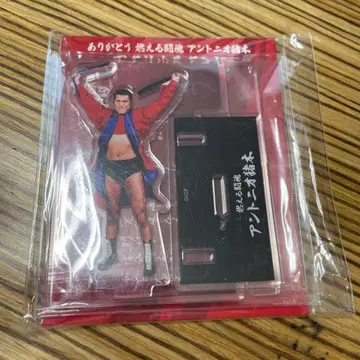 ありがとう 燃える闘魂 アントニオ猪木
燃える闘魂
アントニオ猪木